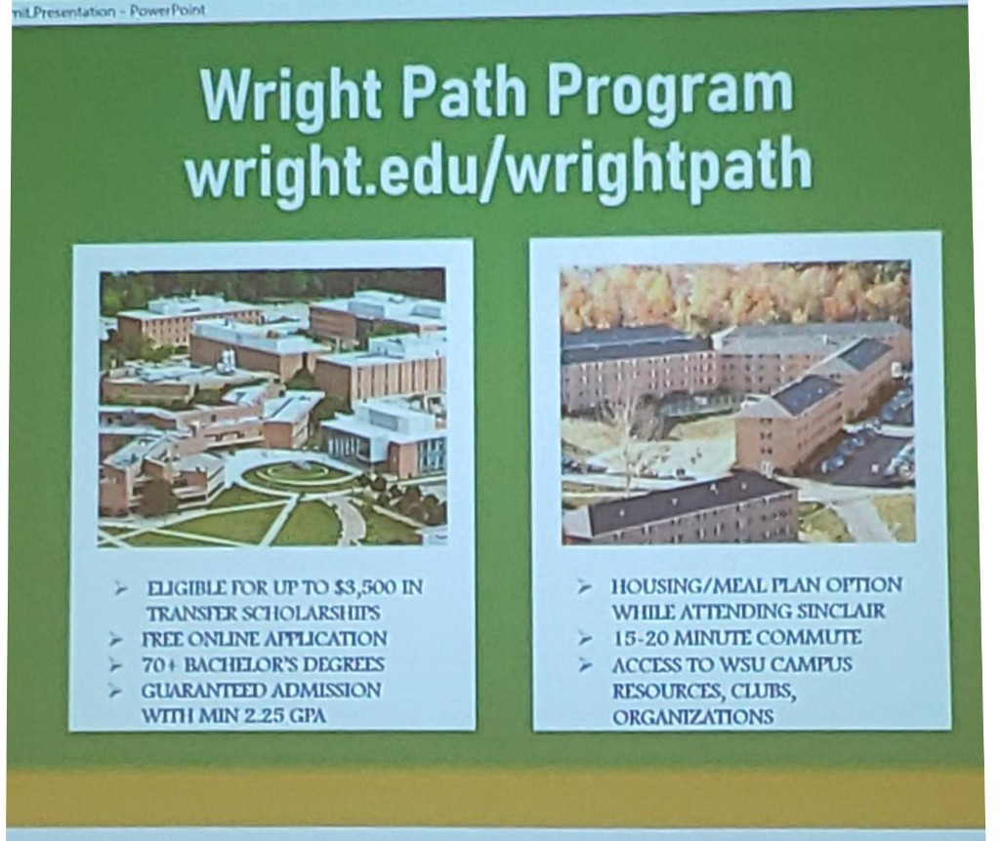 mit.Presentation - PowerPoint
Wright Path Program
wright.edu/wrightpath
ELIGIBLE FOR UP TO $3,500 IN
TRANSFER SCHOLARSHIPS
FREE ONLINE APPLICATION
70+ BACHELOR'S DEGREES
GUARANTEED ADMISSION
WITH MIN 2.25 GPA
HOUSING/MEAL PLAN OPTION
WHILE ATTENDING SINCLAIR
15-20 MINUTE COMMUTE
ACCESS TO WSU CAMPUS
RESOURCES, CLUBS,
ORGANIZATIONS